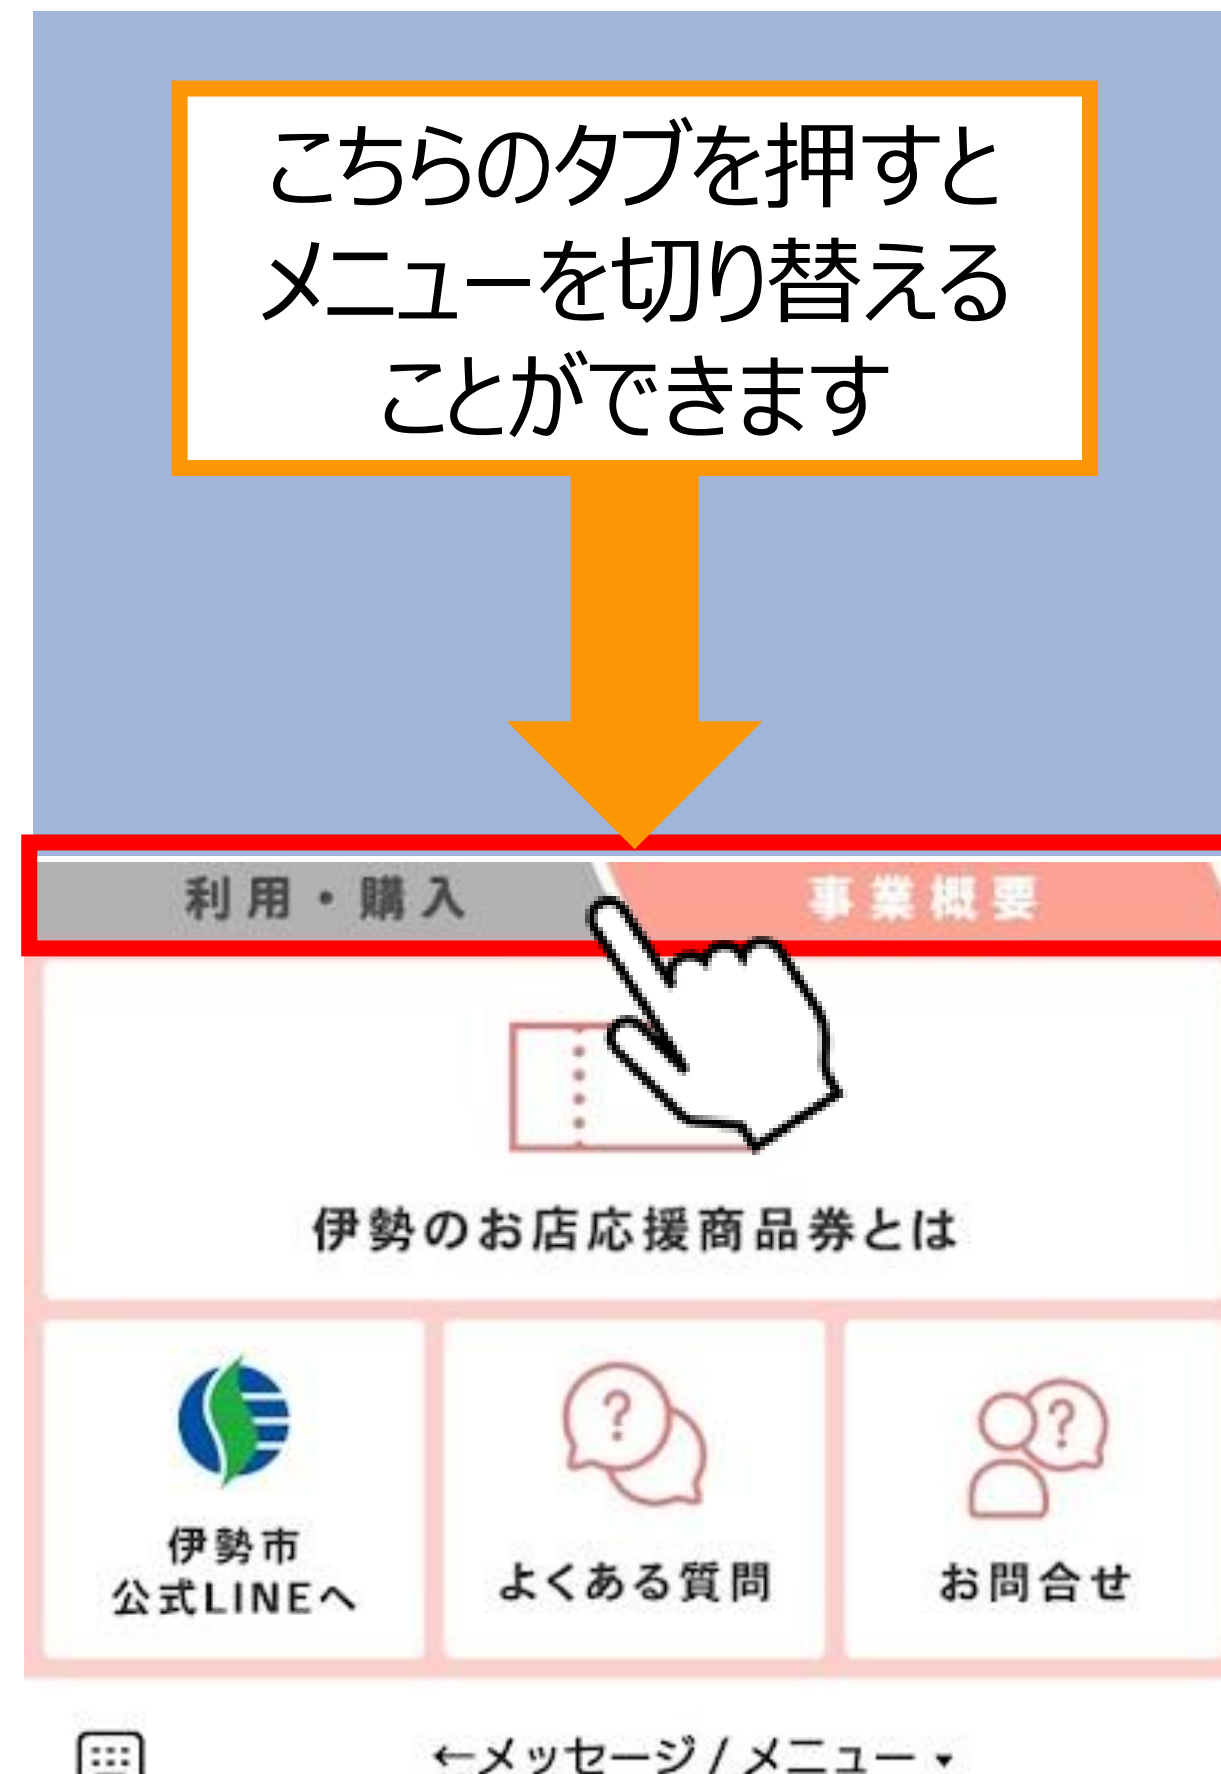 こちらのタブを押すと
メニューを切り替える
ことができます
利用・購入
事業概要
伊勢のお店応援商品券とは
伊勢市
公式LINEへ
?
よくある質問
?
お問合せ
←メッセージ / メニュー ▾